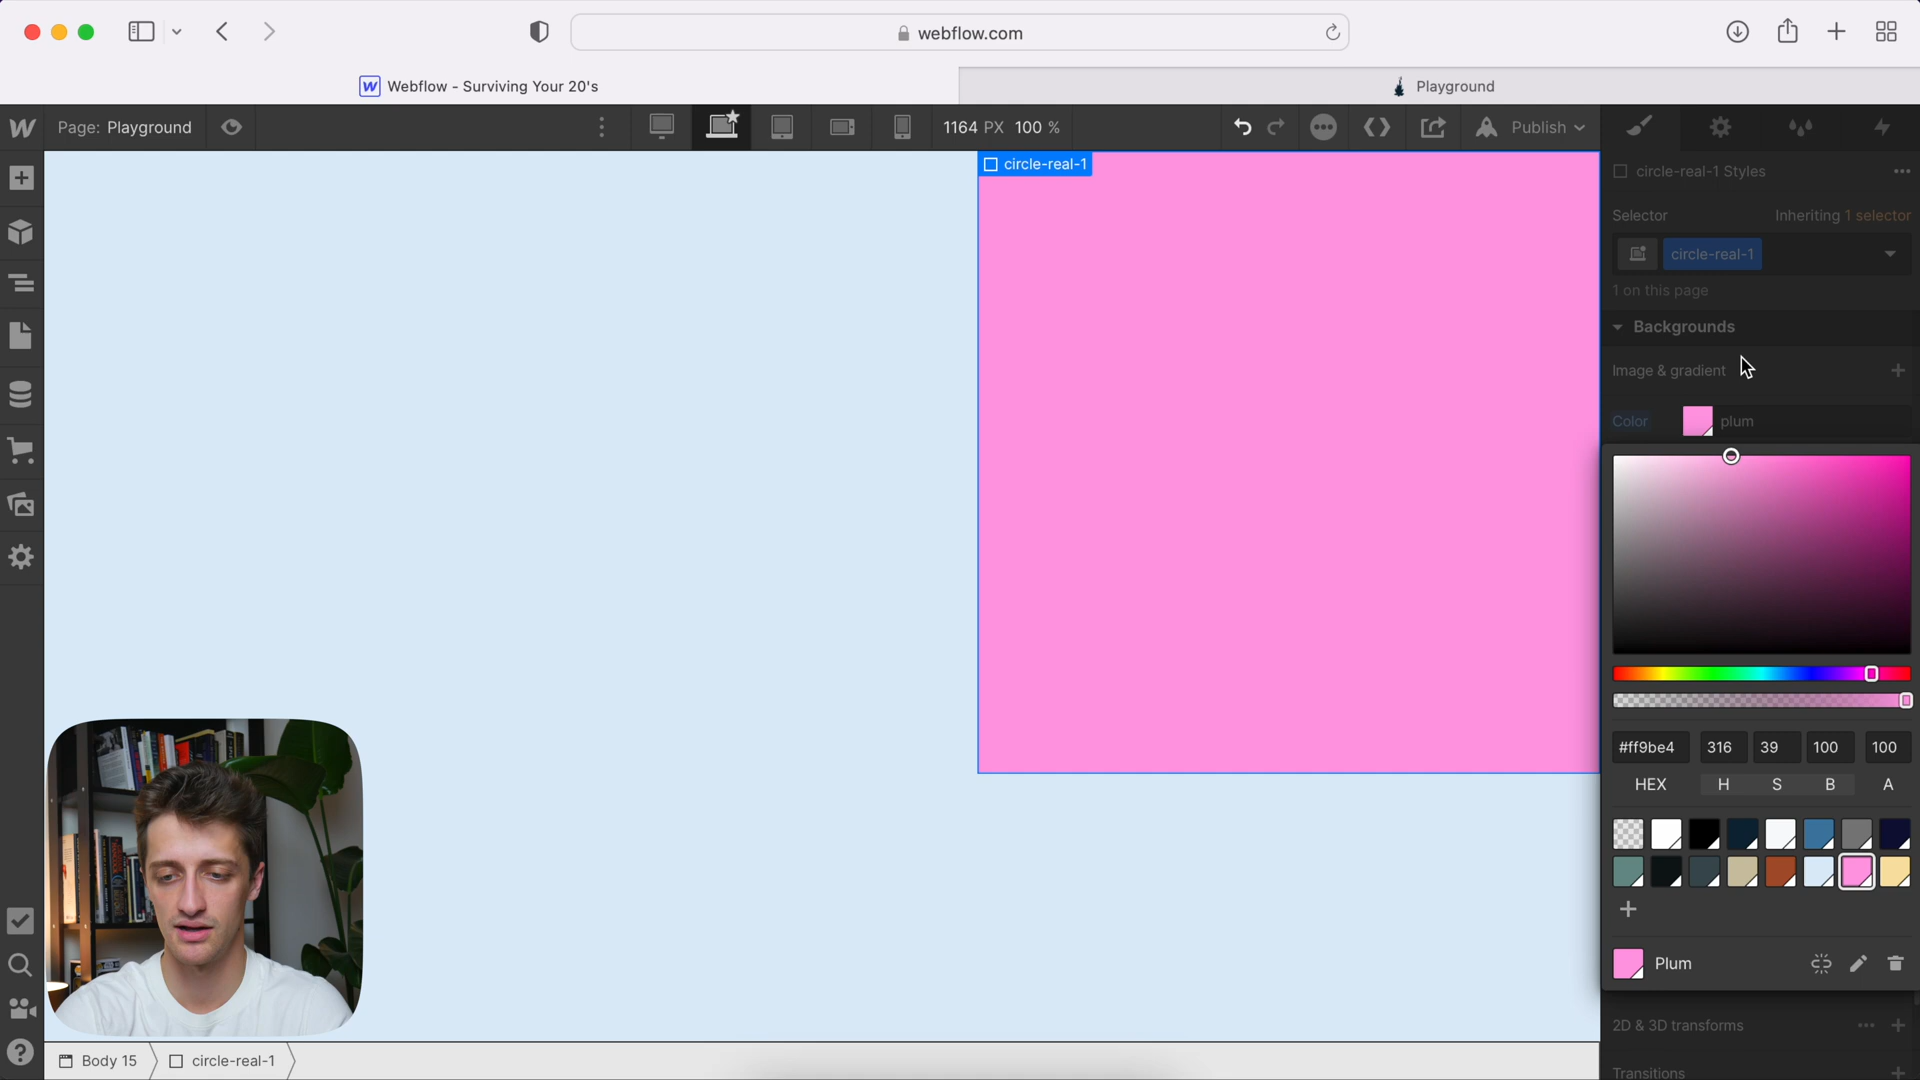 webflow.com
Webflow - Surviving Your 20's
Playground
Page: Playground
1164 PX 100 %
Publish
circle-real-1
circle-real-1 Styles
Selector
Inheriting 1 selector
circle-real-1
1 on this page
Backgrounds
Image & gradient
Color
plum
#ff9be4
316
39
100
100
HEX
H
S
B
A
Plum
2D & 3D transforms
Transitions
Body 15
circle-real-1